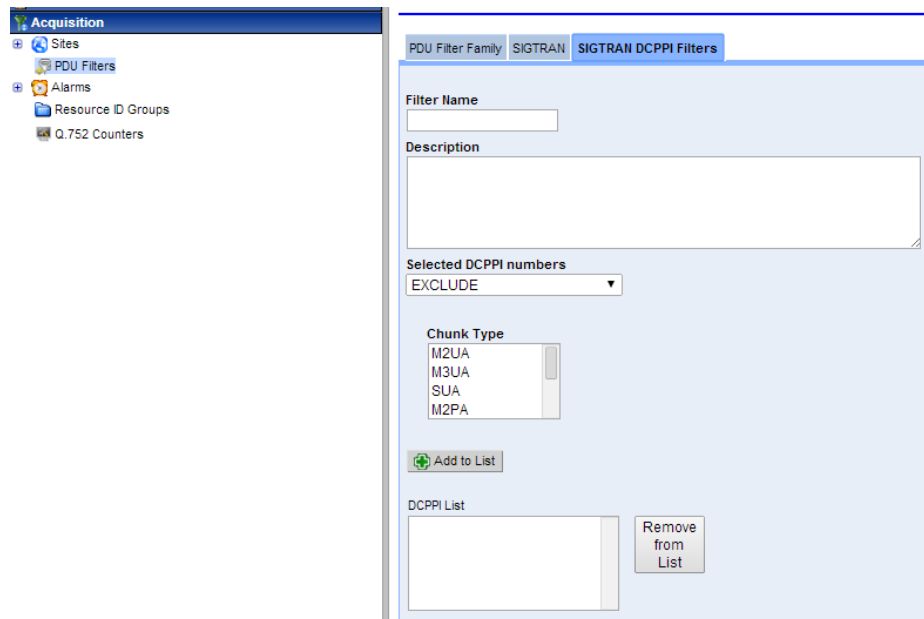 Acquisition
Sites
PDU Filters
Alarms
Resource ID Groups
Q.752 Counters
PDU Filter Family SIGTRAN SIGTRAN DCPPI Filters
Filter Name
Description
Selected DCPPI numbers
EXCLUDE
Chunk Type
M2UA
M3UA
SUA
M2PA
Add to List
DCPPI List
Remove
from
List